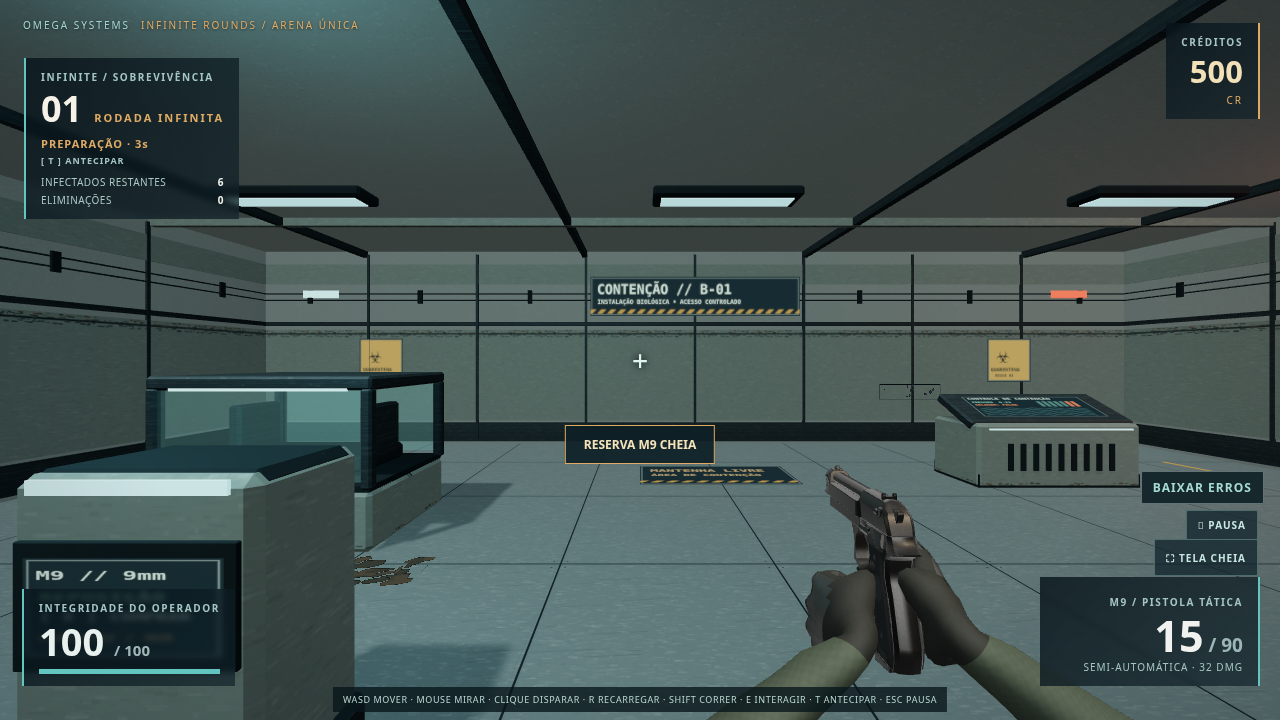 OMEGA SYSTEMS INFINITE ROUNDS / ARENA ÚNICA
INFINITE / SOBREVIVÊNCIA
01 RODADA INFINITA
PREPARAÇÃO · 3s
[ T ] ANTECIPAR
INFECTADOS RESTANTES 6
ELIMINAÇÕES 0
CRÉDITOS
500
CR
CONTENÇÃO // B-01
INSTALAÇÃO BIOLÓGICA • ACESSO CONTROLADO
RESERVA M9 CHEIA
MANTENHA LIVRE
ÁREA DE CONTENÇÃO
BAIXAR ERROS
PAUSA
TELA CHEIA
M9 // 9mm
INTEGRIDADE DO OPERADOR
100 / 100
M9 / PISTOLA TÁTICA
15 / 90
SEMI-AUTOMÁTICA · 32 DMG
WASD MOVER · MOUSE MIRAR · CLIQUE DISPARAR · R RECARREGAR · SHIFT CORRER · E INTERAGIR · T ANTECIPAR · ESC PAUSA